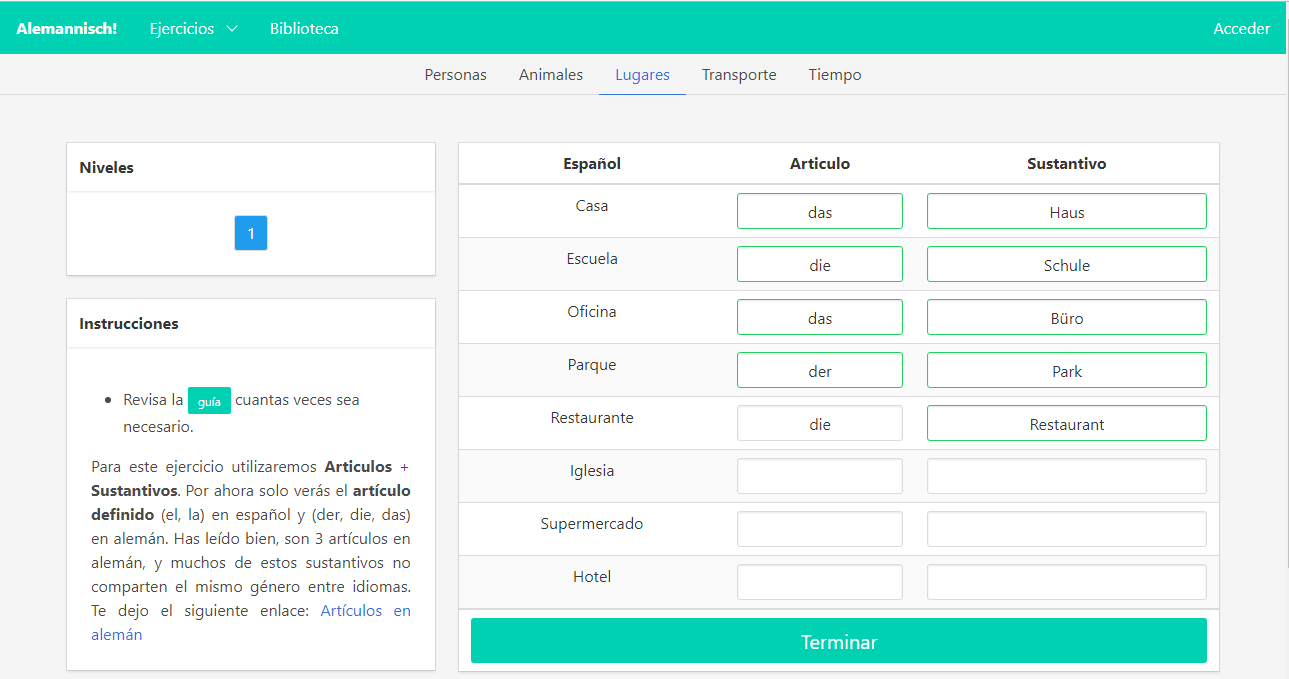 Alemannisch! Ejercicios Biblioteca Acceder
Personas Animales Lugares Transporte Tiempo
Niveles
1
Instrucciones
Revisa la guía cuantas veces sea
necesario.
Para este ejercicio utilizaremos Articulos +
Sustantivos. Por ahora solo verás el artículo
definido (el, la) en español y (der, die, das)
en alemán. Has leído bien, son 3 artículos en
alemán, y muchos de estos sustantivos no
comparten el mismo género entre idiomas.
Te dejo el siguiente enlace: Artículos en
alemán
Español Articulo Sustantivo
Casa das Haus
Escuela die Schule
Oficina das Büro
Parque der Park
Restaurante die Restaurant
Iglesia
Supermercado
Hotel
Terminar